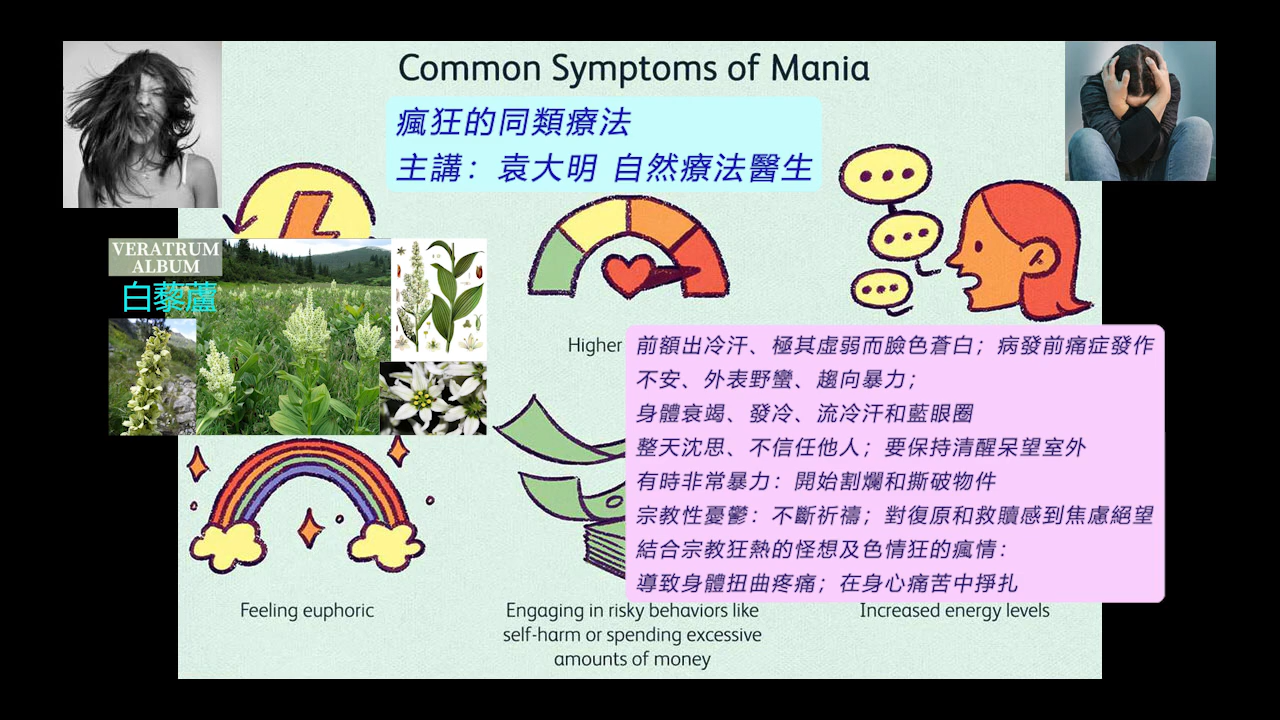 Common Symptoms of Mania
瘋狂的同類療法
主講：袁大明 自然療法醫生
VERATRUM
ALBUM
白藜蘆
Higher
前額出冷汗、極其虛弱而臉色蒼白；病發前痛症發作
不安、外表野蠻、趨向暴力；
身體衰竭、發冷、流冷汗和藍眼圈
整天沈思、不信任他人；要保持清醒呆望室外
有時非常暴力：開始割爛和撕破物件
宗教性憂鬱：不斷祈禱；對復原和救贖感到焦慮絕望
結合宗教狂熱的怪想及色情狂的瘋情：
導致身體扭曲疼痛；在身心痛苦中掙扎
Feeling euphoric
Engaging in risky behaviors like
self-harm or spending excessive
amounts of money
Increased energy levels